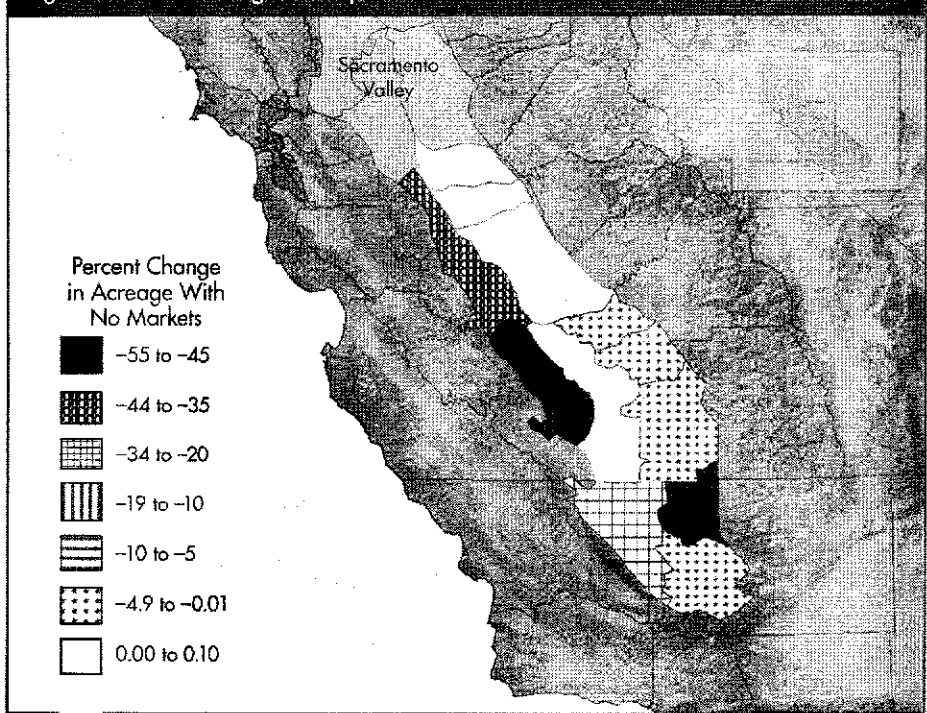 Sacramento
Valley
Percent Change
in Acreage With
No Markets
−55 to −45
−44 to −35
−34 to −20
−19 to −10
−10 to −5
−4.9 to −0.01
0.00 to 0.10